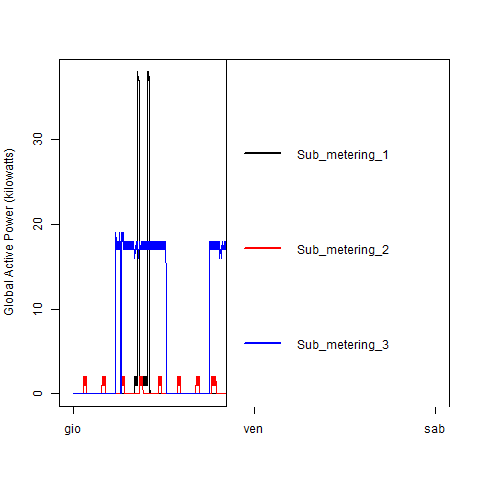 Global Active Power (kilowatts)
30
20
10
0
Sub_metering_1
Sub_metering_2
Sub_metering_3
gio
ven
sab